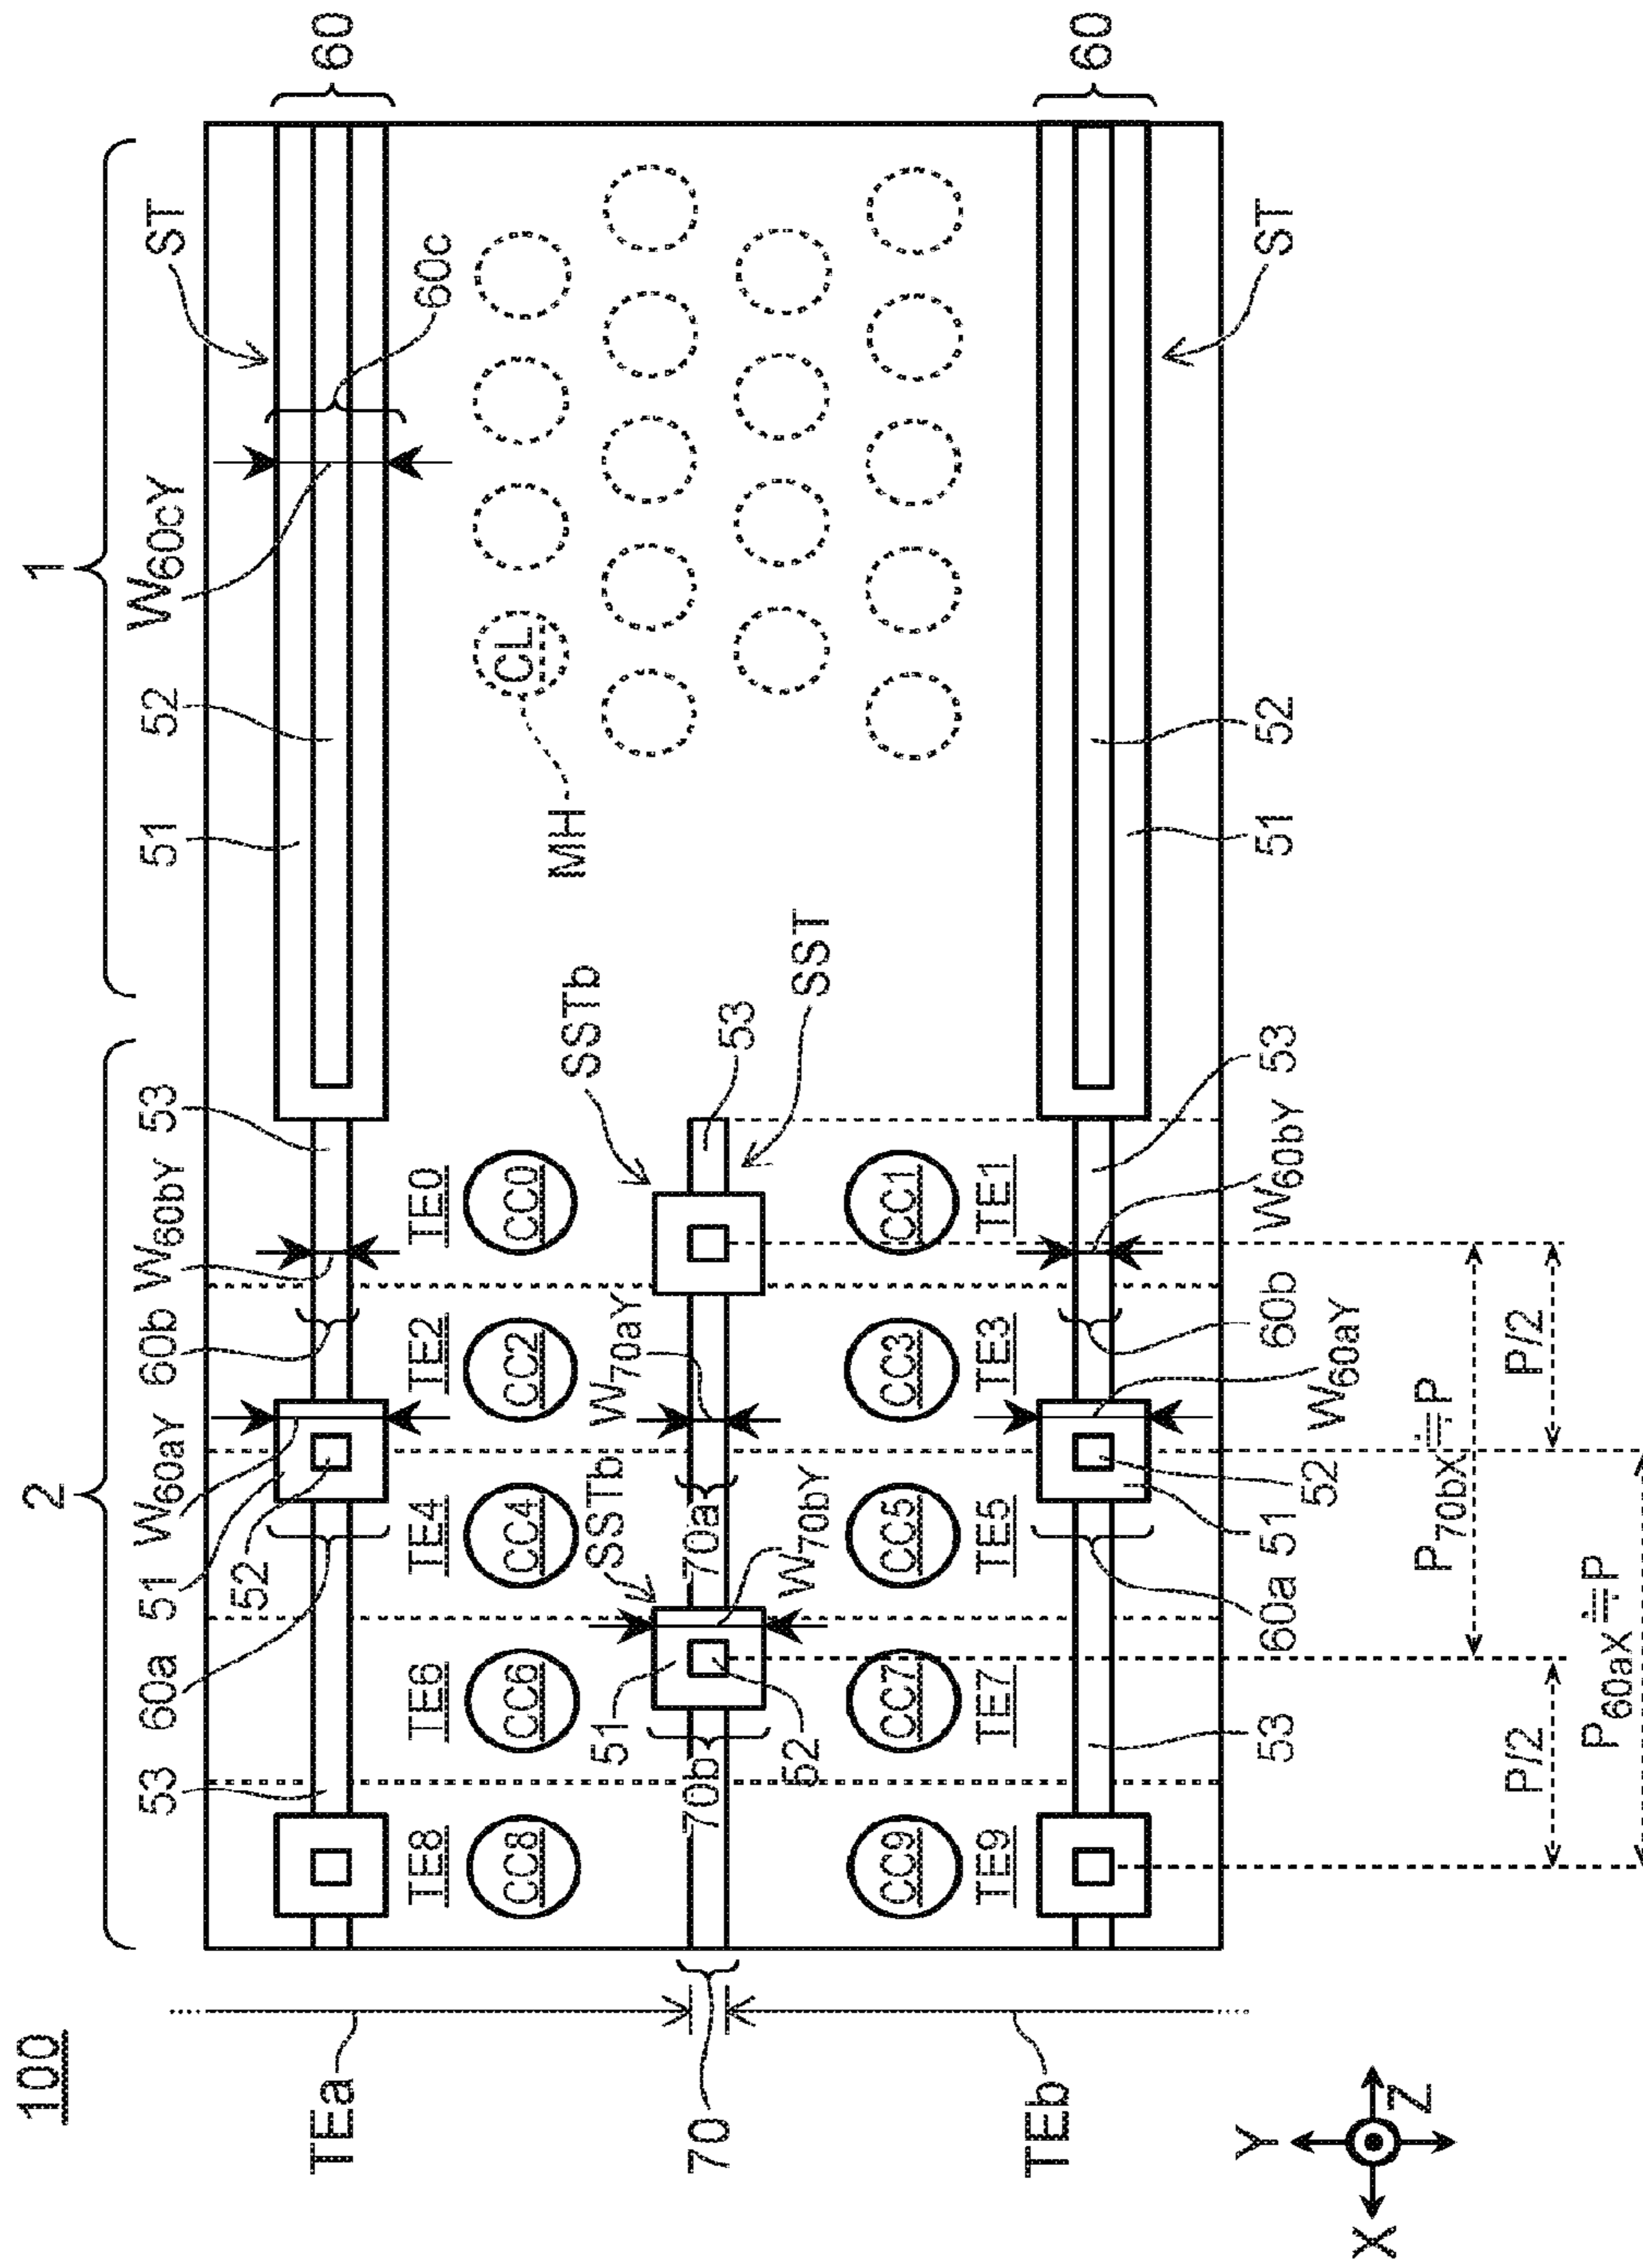 100
1
2
60
60
ST
60c
W60cY
52
51
53
W60bY
60b
W60aY
51
52
60a
53
MH
CL
SSTb
SST
53
TE0
CC0
CC1
TE1
TE2
CC2
W70aY
CC3
TE3
TE4
CC4
SSTb
70a
W70bY
CC5
TE5
TE6
CC6
51
70b
52
CC7
TE7
TE8
CC8
CC9
TE9
ST
52
51
53
W60bY
60b
W60aY
52
51
60a
53
P/2
P70bX≒P
P/2
P60aX≒P
TEa
70
TEb
Y
X
Z